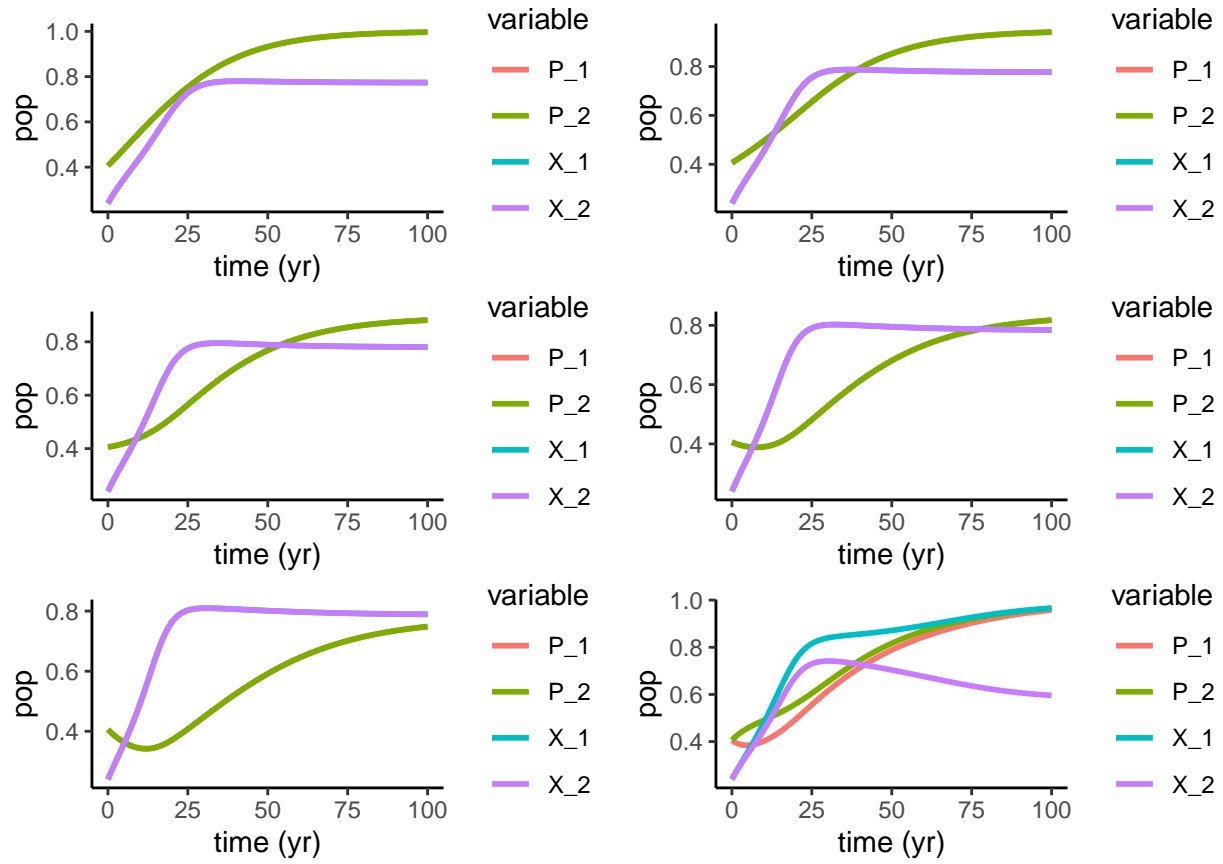 pop
1.0
0.8
0.6
0.4
0
25
50
75
100
time (yr)
variable
P_1
P_2
X_1
X_2
pop
0.8
0.6
0.4
0
25
50
75
100
time (yr)
variable
P_1
P_2
X_1
X_2
pop
0.8
0.6
0.4
0
25
50
75
100
time (yr)
variable
P_1
P_2
X_1
X_2
pop
0.8
0.6
0.4
0
25
50
75
100
time (yr)
variable
P_1
P_2
X_1
X_2
pop
0.8
0.6
0.4
0
25
50
75
100
time (yr)
variable
P_1
P_2
X_1
X_2
pop
1.0
0.8
0.6
0.4
0
25
50
75
100
time (yr)
variable
P_1
P_2
X_1
X_2